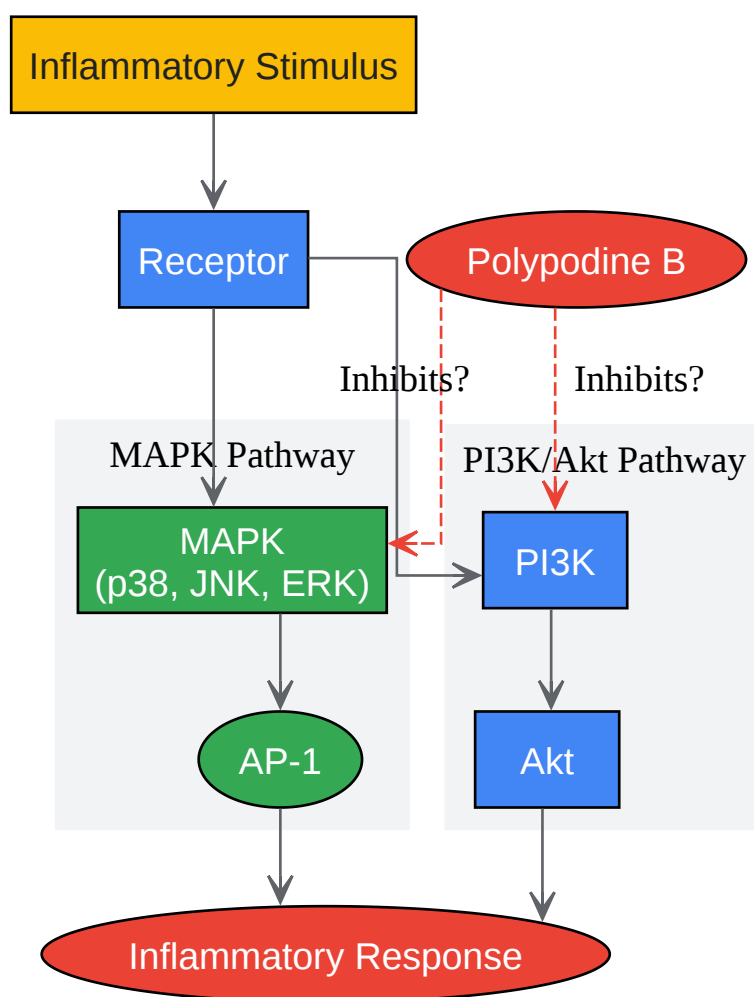 Inflammatory Stimulus
Receptor
Polypodine B
Inhibits?
Inhibits?
MAPK Pathway
PI3K/Akt Pathway
MAPK
(p38, JNK, ERK)
PI3K
AP-1
Akt
Inflammatory Response